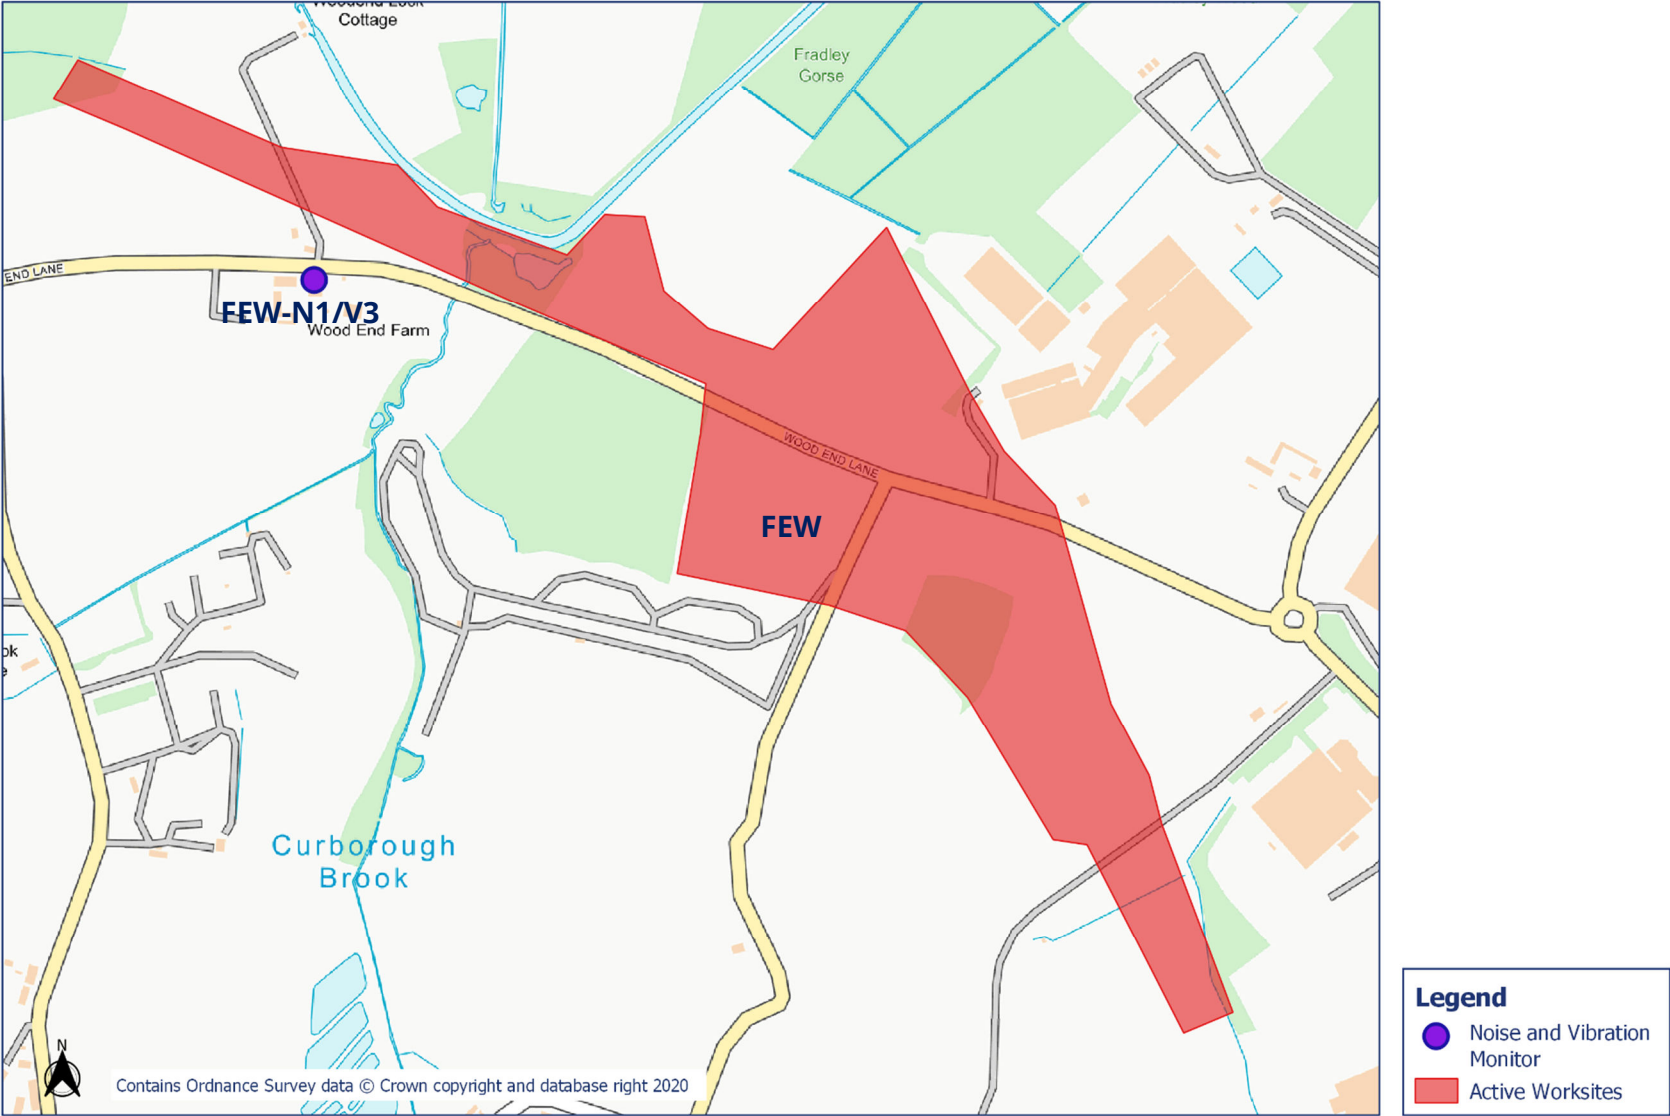 Cottage
Fradley
Gorse
END LANE
FEW-N1/V3
Wood End Farm
WOOD END LANE
FEW
Curborough
Brook
N
Contains Ordnance Survey data © Crown copyright and database right 2020
Legend
Noise and Vibration
Monitor
Active Worksites